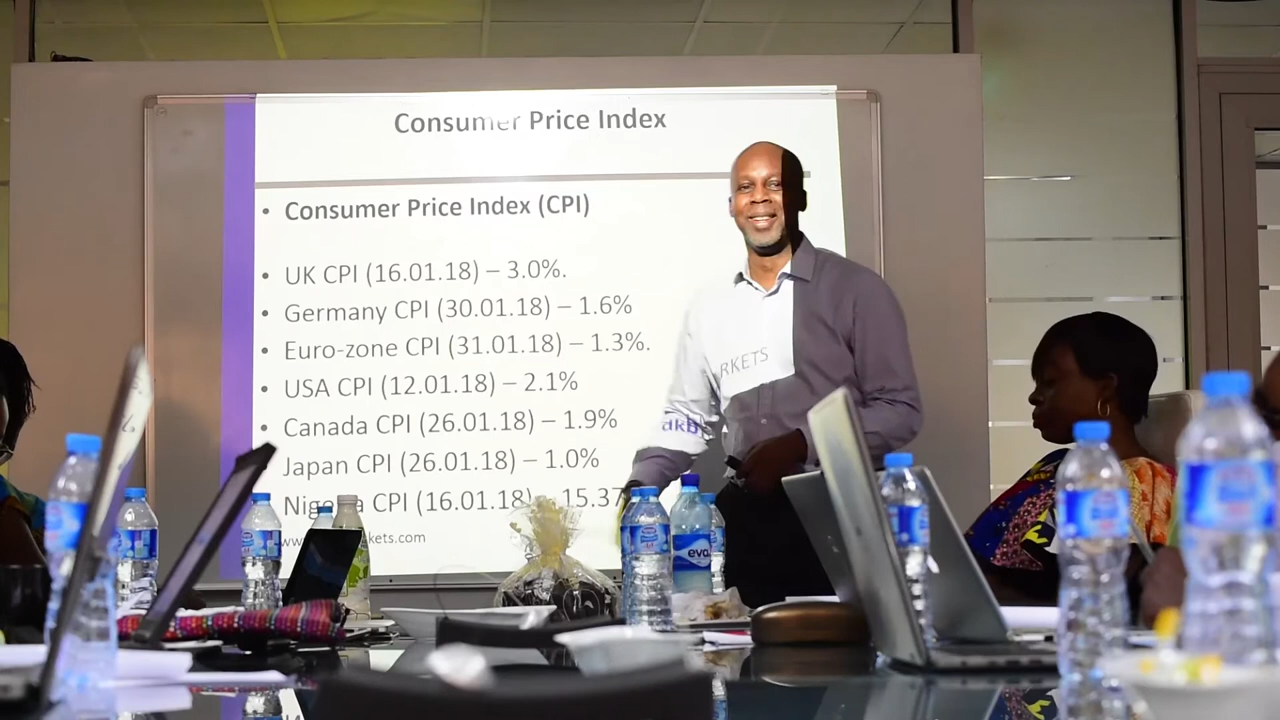 Consumer Price Index
• Consumer Price Index (CPI)
• UK CPI (16.01.18) – 3.0%.
• Germany CPI (30.01.18) – 1.6%
• Euro-zone CPI (31.01.18) – 1.3%.
• USA CPI (12.01.18) – 2.1%
• Canada CPI (26.01.18) – 1.9%
Japan CPI (26.01.18) – 1.0%
CPI (16.01.18) – 15.37
RKETS
eva